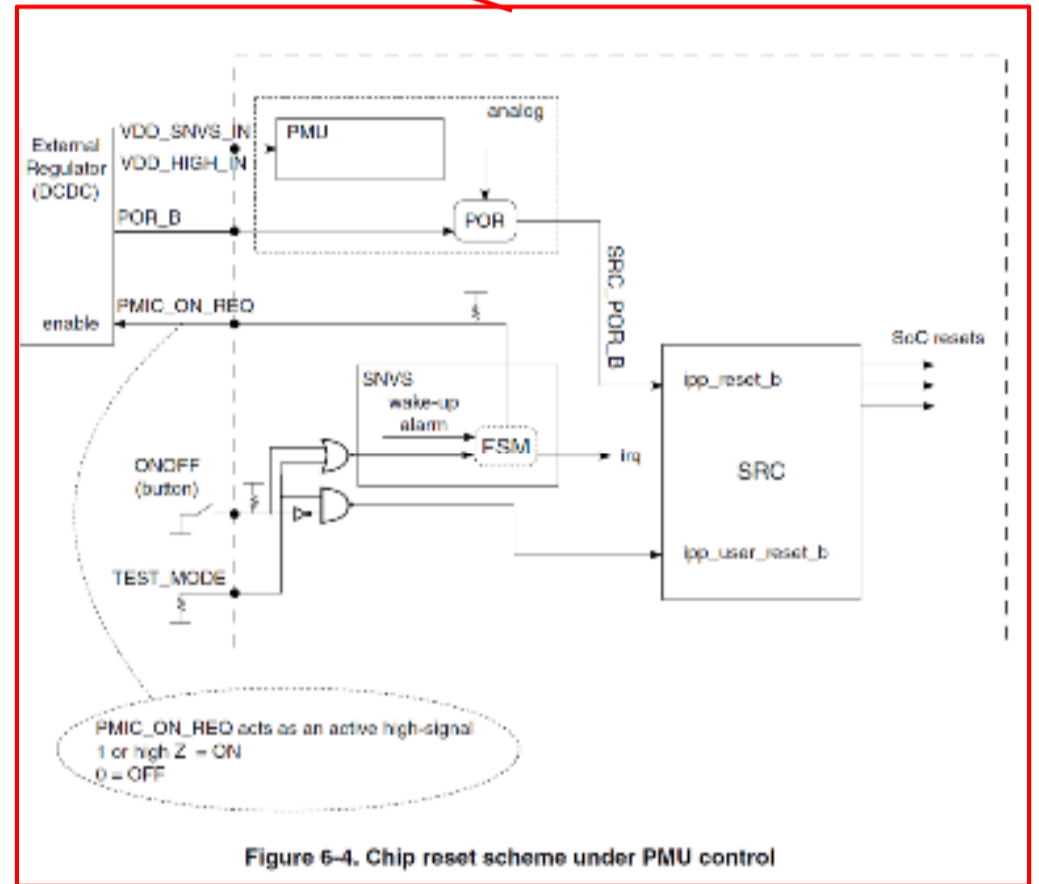 analog
VDD_SNVS_IN
PMU
External
Regulator
(DCDC)
VDD_HIGH_IN
POR_B
POR
SRC_POR_B
PMIC_ON_REQ
enable
SoC resets
SNVS
wake-up
alarm
FSM
irq
ipp_reset_b
SRC
ONOFF
(button)
ipp_user_reset_b
TEST_MODE
PMIC_ON_REQ acts as an active high-signal
1 or high Z = ON
0 = OFF
Figure 6-4. Chip reset scheme under PMU control